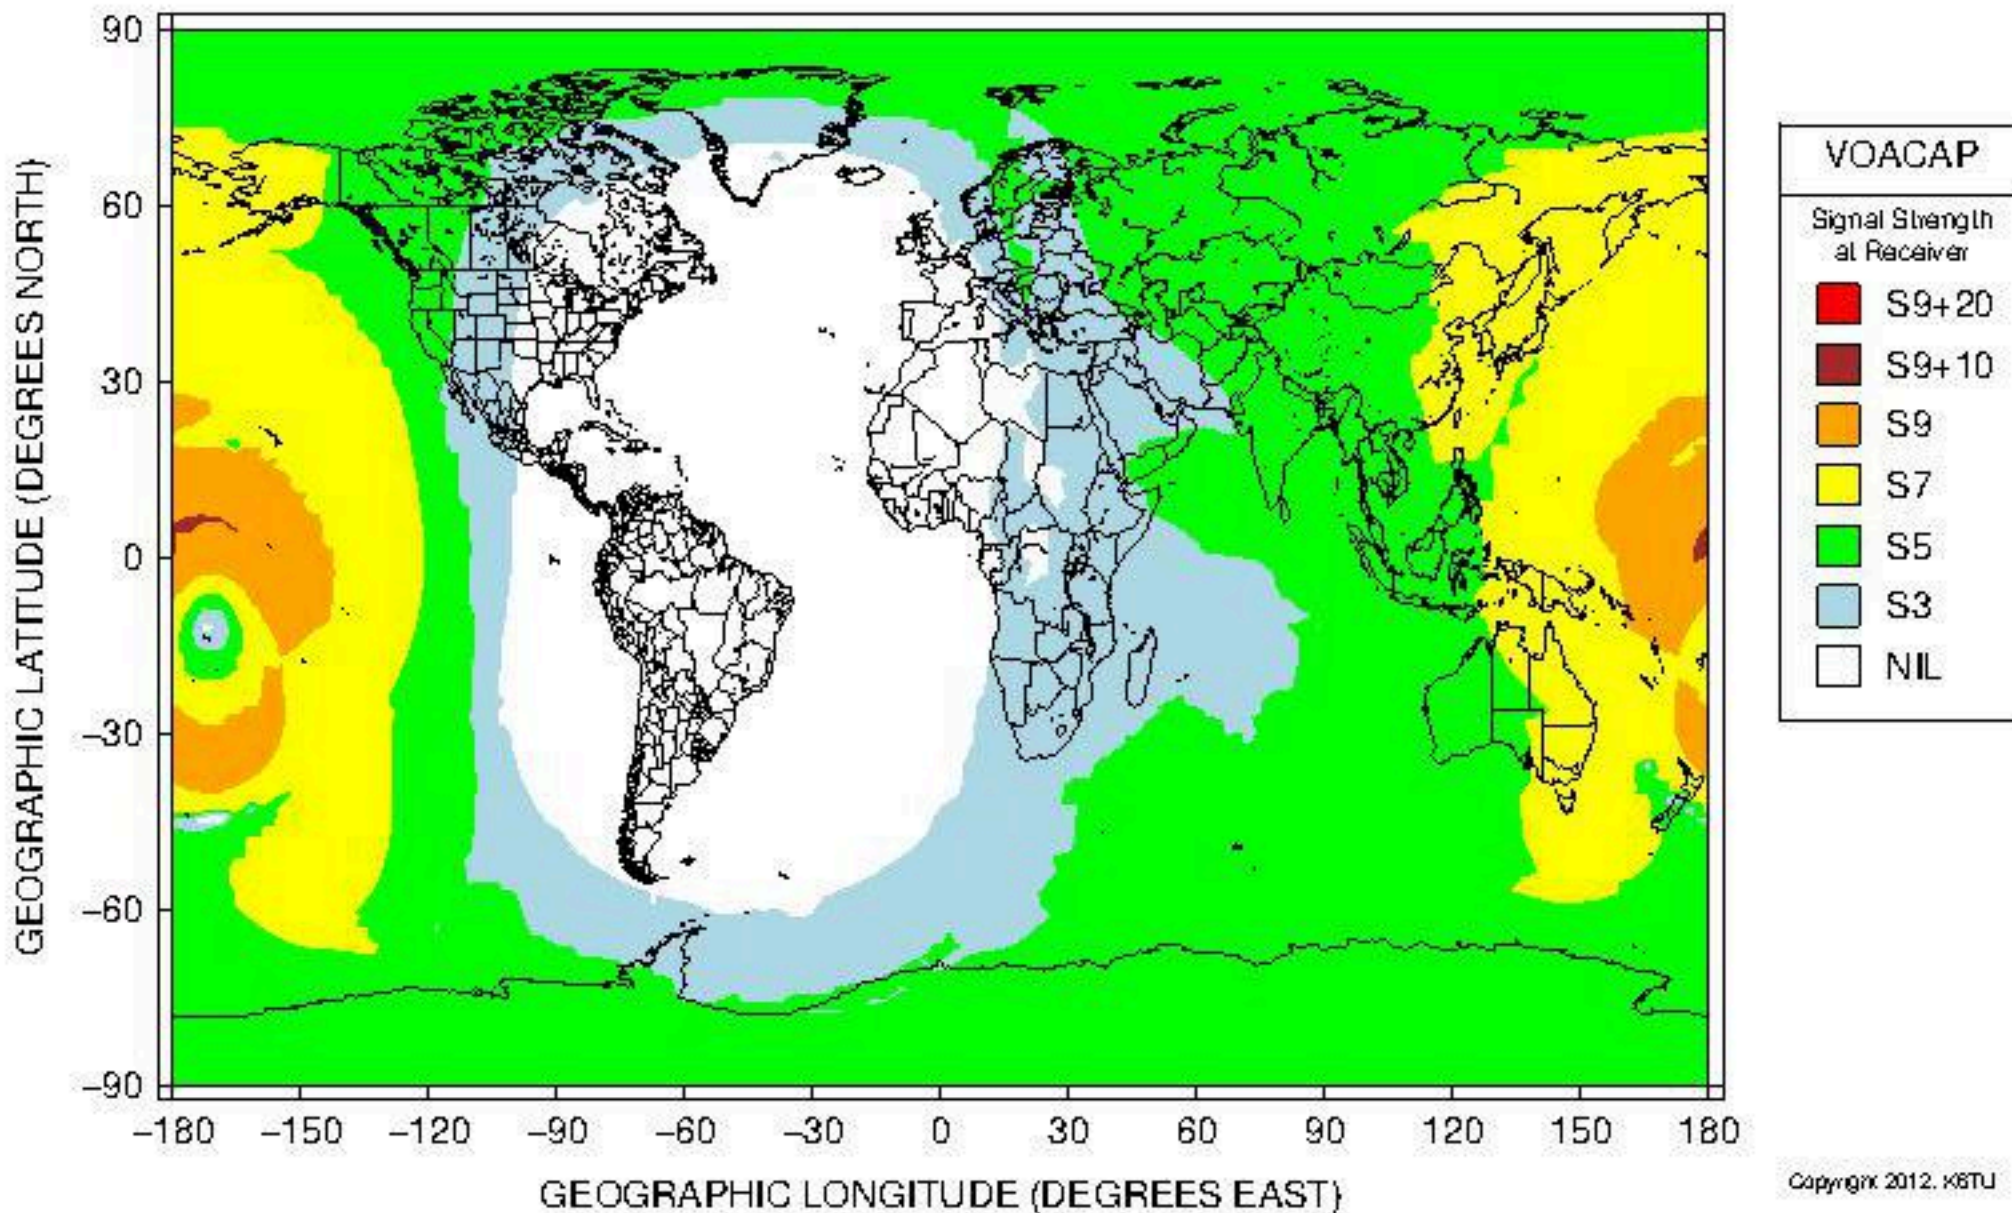 90
60
30
0
−30
−60
−90
GEOGRAPHIC LATITUDE (DEGREES NORTH)
−180 −150 −120 −90 −60 −30 0 30 60 90 120 150 180
GEOGRAPHIC LONGITUDE (DEGREES EAST)
VOACAP
Signal Strength
at Receiver
S9+20
S9+10
S9
S7
S5
S3
NIL
Copyright 2012, K6TU